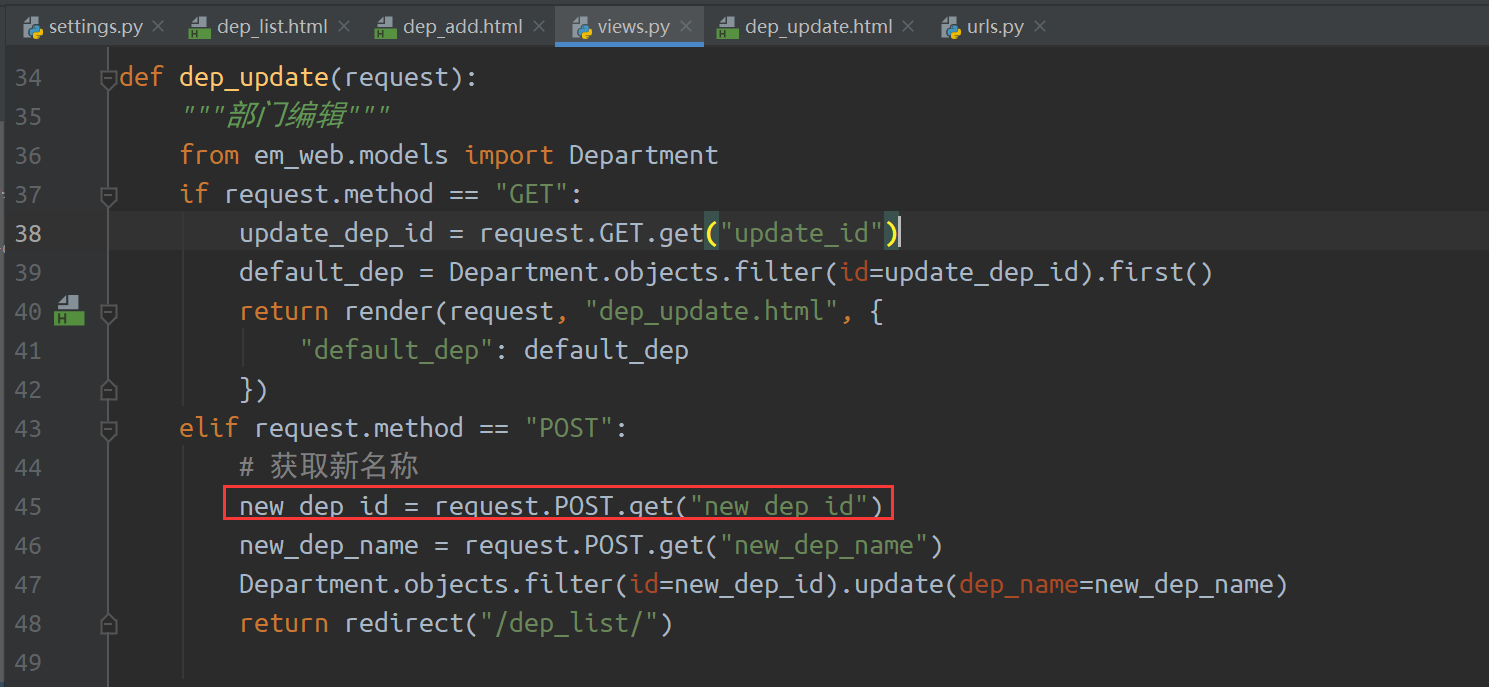 settings.py dep_list.html dep_add.html views.py dep_update.html urls.py
34 def dep_update(request):
35 """部门编辑"""
36 from em_web.models import Department
37 if request.method == "GET":
38 update_dep_id = request.GET.get("update_id")
39 default_dep = Department.objects.filter(id=update_dep_id).first()
40 return render(request, "dep_update.html", {
41 "default_dep": default_dep
42 })
43 elif request.method == "POST":
44 # 获取新名称
45 new_dep_id = request.POST.get("new_dep_id")
46 new_dep_name = request.POST.get("new_dep_name")
47 Department.objects.filter(id=new_dep_id).update(dep_name=new_dep_name)
48 return redirect("/dep_list/")
49